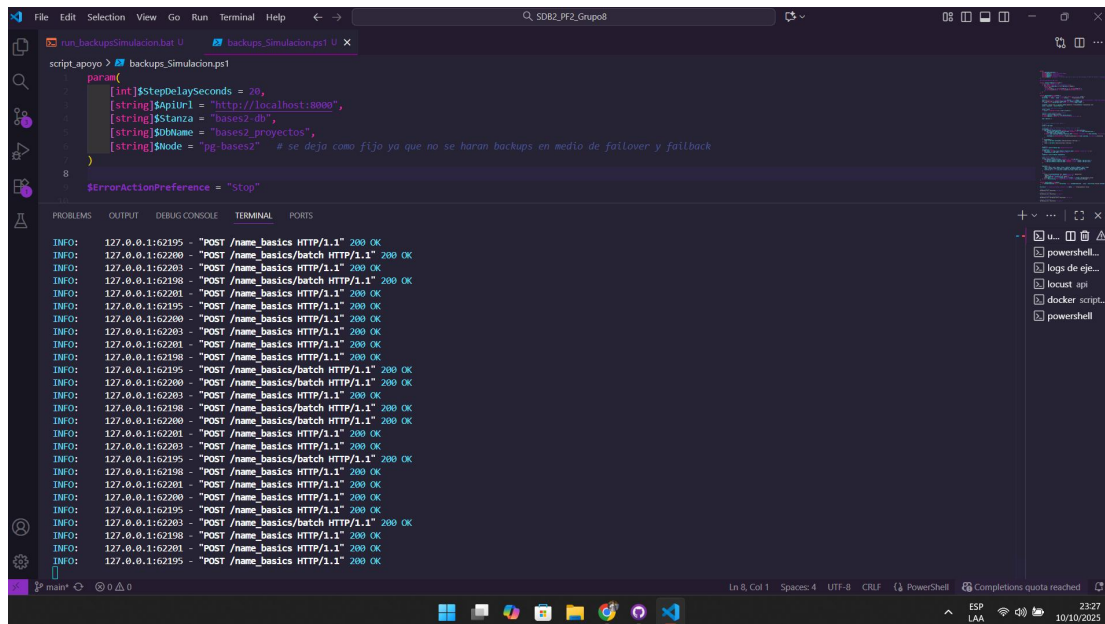 File Edit Selection View Go Run Terminal Help
SDB2_PF2_Grupo8
run_backupsSimulacion.bat U
backups_Simulacion.ps1 U
script_apoyo > backups_Simulacion.ps1
1 param(
2 [int]$StepDelaySeconds = 20,
3 [string]$ApiUrl = "http://localhost:8000",
4 [string]$Stanza = "bases2-db",
5 [string]$DbName = "bases2_proyectos",
6 [string]$Node = "pg-bases2" # se deja como fijo ya que no se haran backups en medio de failover y failback
7 )
8
9 $ErrorActionPreference = "Stop"
PROBLEMS OUTPUT DEBUG CONSOLE TERMINAL PORTS
INFO: 127.0.0.1:62195 - "POST /name_basics HTTP/1.1" 200 OK
INFO: 127.0.0.1:62200 - "POST /name_basics/batch HTTP/1.1" 200 OK
INFO: 127.0.0.1:62203 - "POST /name_basics HTTP/1.1" 200 OK
INFO: 127.0.0.1:62198 - "POST /name_basics/batch HTTP/1.1" 200 OK
INFO: 127.0.0.1:62201 - "POST /name_basics HTTP/1.1" 200 OK
INFO: 127.0.0.1:62195 - "POST /name_basics HTTP/1.1" 200 OK
INFO: 127.0.0.1:62200 - "POST /name_basics HTTP/1.1" 200 OK
INFO: 127.0.0.1:62203 - "POST /name_basics HTTP/1.1" 200 OK
INFO: 127.0.0.1:62201 - "POST /name_basics HTTP/1.1" 200 OK
INFO: 127.0.0.1:62198 - "POST /name_basics HTTP/1.1" 200 OK
INFO: 127.0.0.1:62195 - "POST /name_basics/batch HTTP/1.1" 200 OK
INFO: 127.0.0.1:62200 - "POST /name_basics/batch HTTP/1.1" 200 OK
INFO: 127.0.0.1:62203 - "POST /name_basics HTTP/1.1" 200 OK
INFO: 127.0.0.1:62198 - "POST /name_basics/batch HTTP/1.1" 200 OK
INFO: 127.0.0.1:62200 - "POST /name_basics/batch HTTP/1.1" 200 OK
INFO: 127.0.0.1:62201 - "POST /name_basics HTTP/1.1" 200 OK
INFO: 127.0.0.1:62203 - "POST /name_basics HTTP/1.1" 200 OK
INFO: 127.0.0.1:62195 - "POST /name_basics/batch HTTP/1.1" 200 OK
INFO: 127.0.0.1:62198 - "POST /name_basics HTTP/1.1" 200 OK
INFO: 127.0.0.1:62201 - "POST /name_basics HTTP/1.1" 200 OK
INFO: 127.0.0.1:62200 - "POST /name_basics HTTP/1.1" 200 OK
INFO: 127.0.0.1:62195 - "POST /name_basics HTTP/1.1" 200 OK
INFO: 127.0.0.1:62203 - "POST /name_basics/batch HTTP/1.1" 200 OK
INFO: 127.0.0.1:62198 - "POST /name_basics HTTP/1.1" 200 OK
INFO: 127.0.0.1:62201 - "POST /name_basics HTTP/1.1" 200 OK
INFO: 127.0.0.1:62195 - "POST /name_basics HTTP/1.1" 200 OK
u...
powershell...
logs de eje...
locust api
docker script...
powershell
main* 0 0 Ln 8, Col 1 Spaces: 4 UTF-8 CRLF PowerShell Completions quota reached
ESP
LAA
23:27
10/10/2025